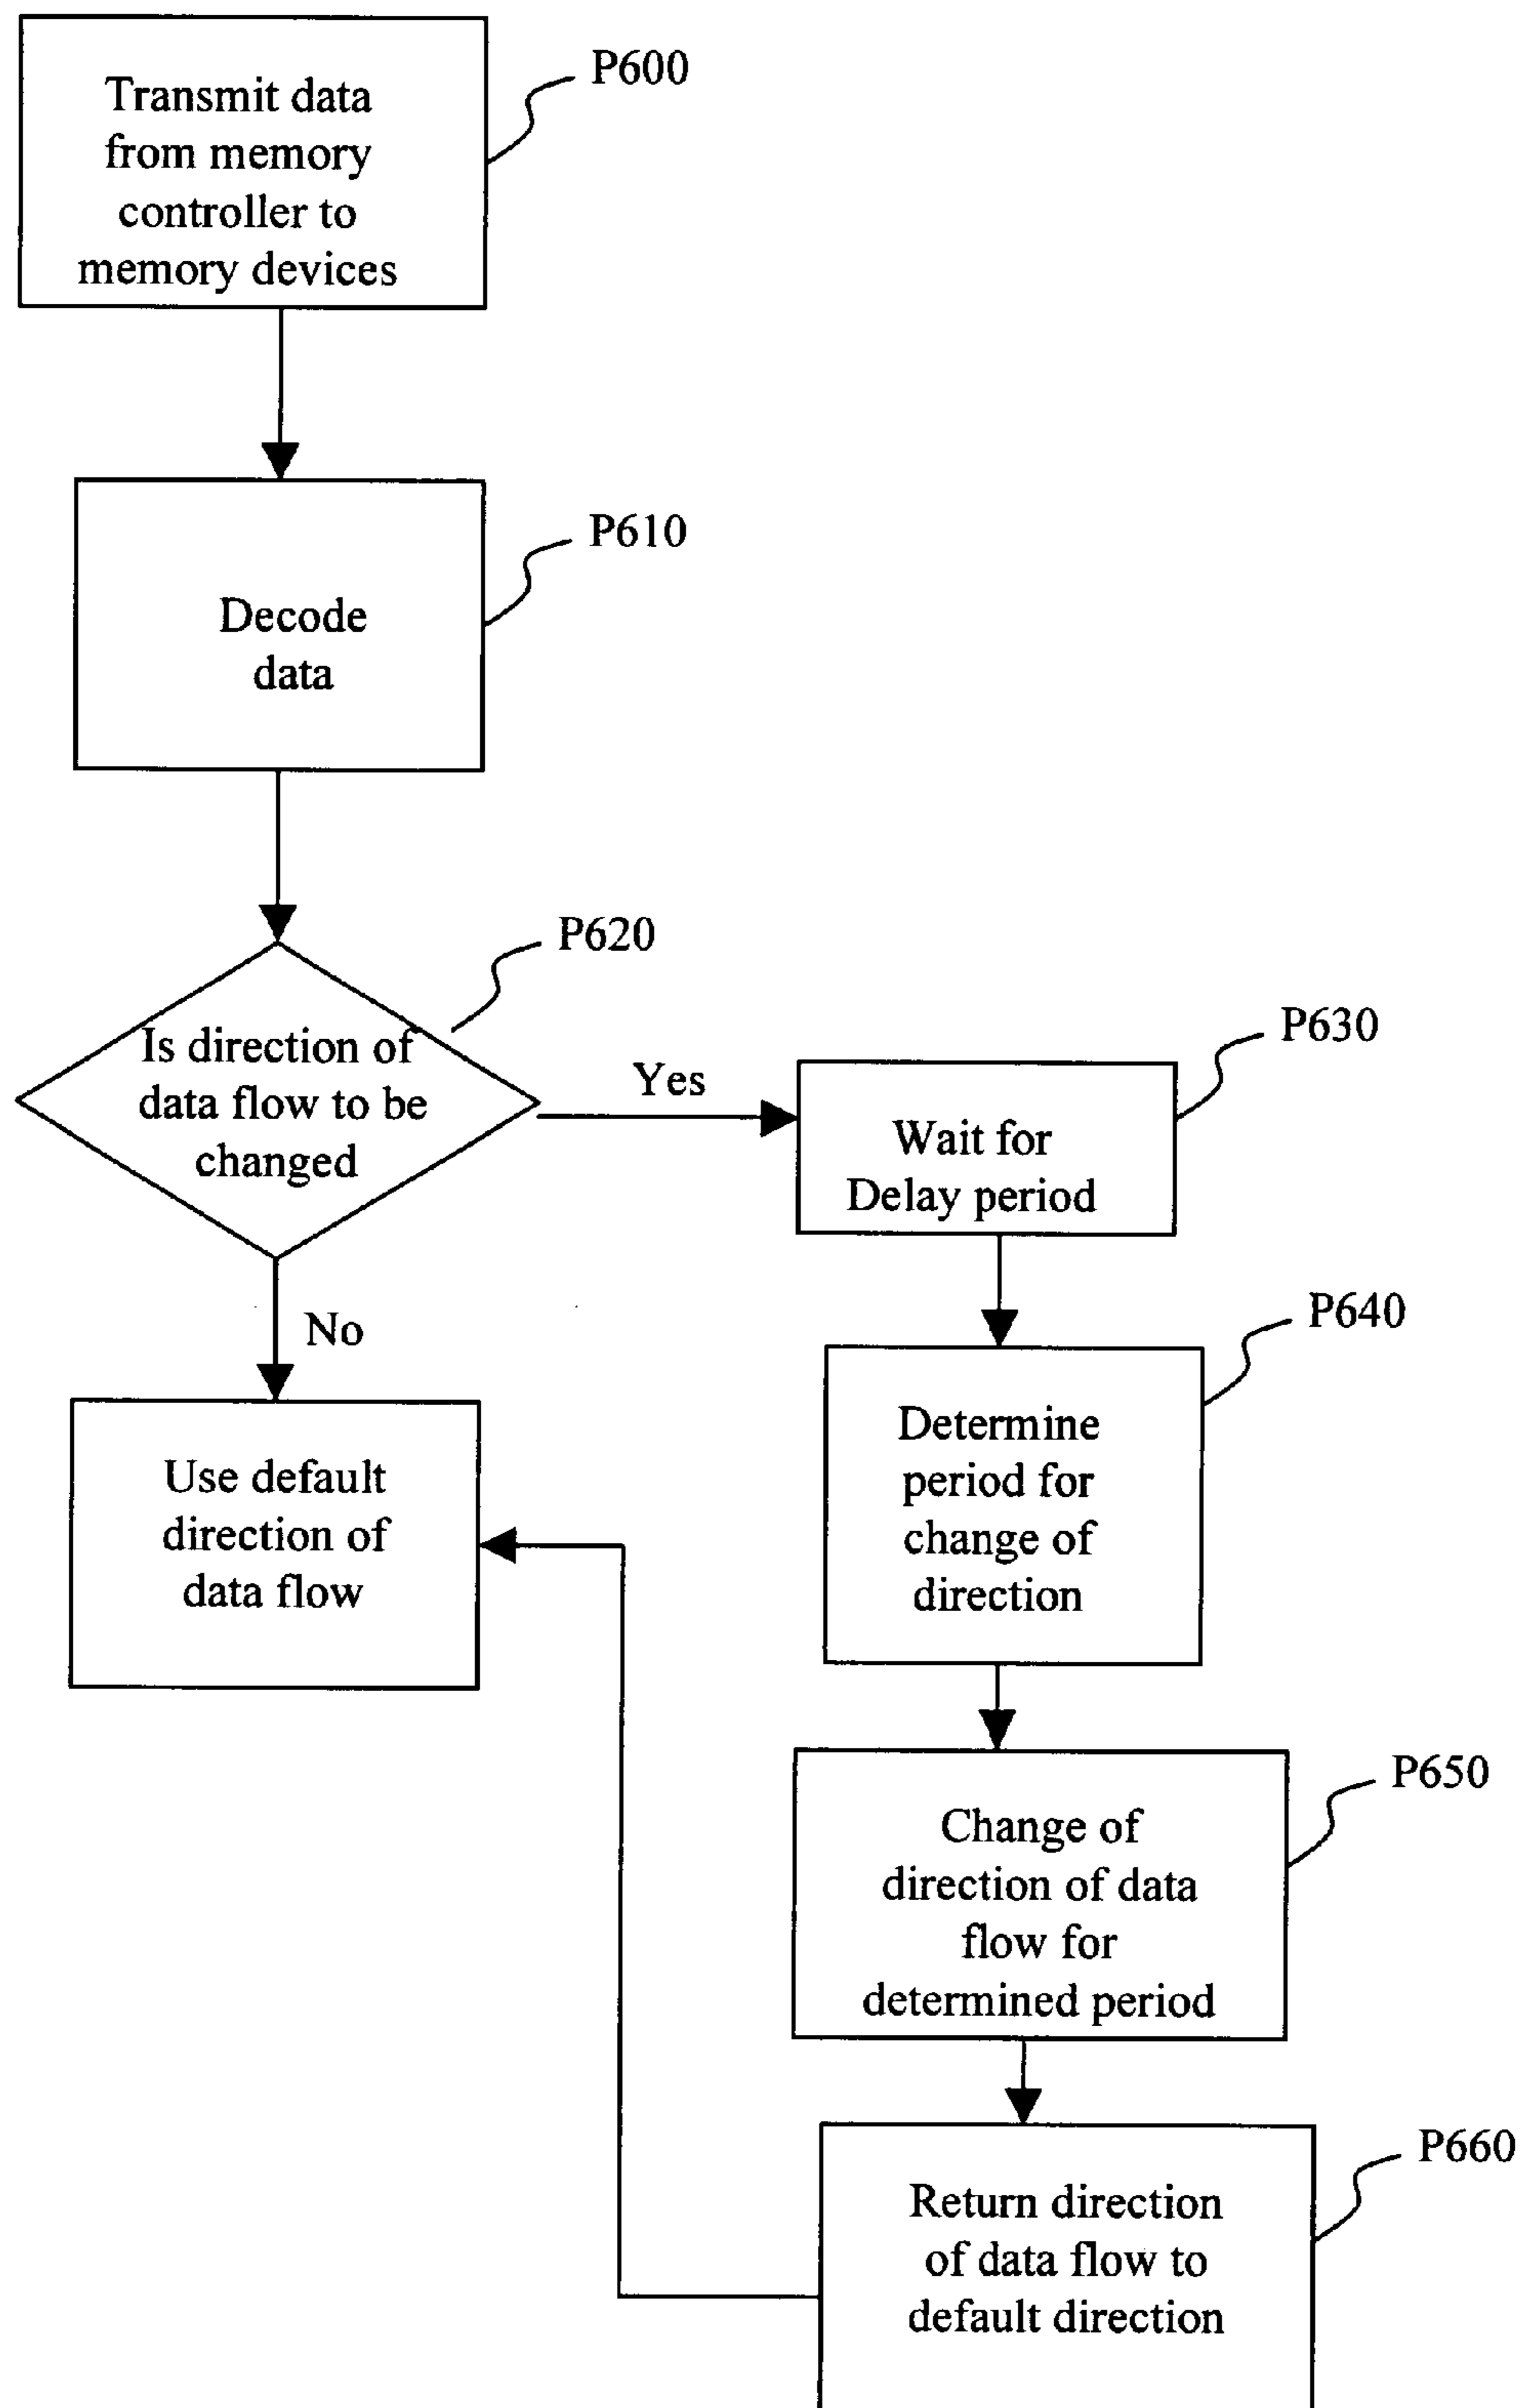 Transmit data
from memory
controller to
memory devices
P600
Decode
data
P610
Is direction of
data flow to be
changed
P620
Yes
No
Wait for
Delay period
P630
Determine
period for
change of
direction
P640
Use default
direction of
data flow
Change of
direction of data
flow for
determined period
P650
Return direction
of data flow to
default direction
P660